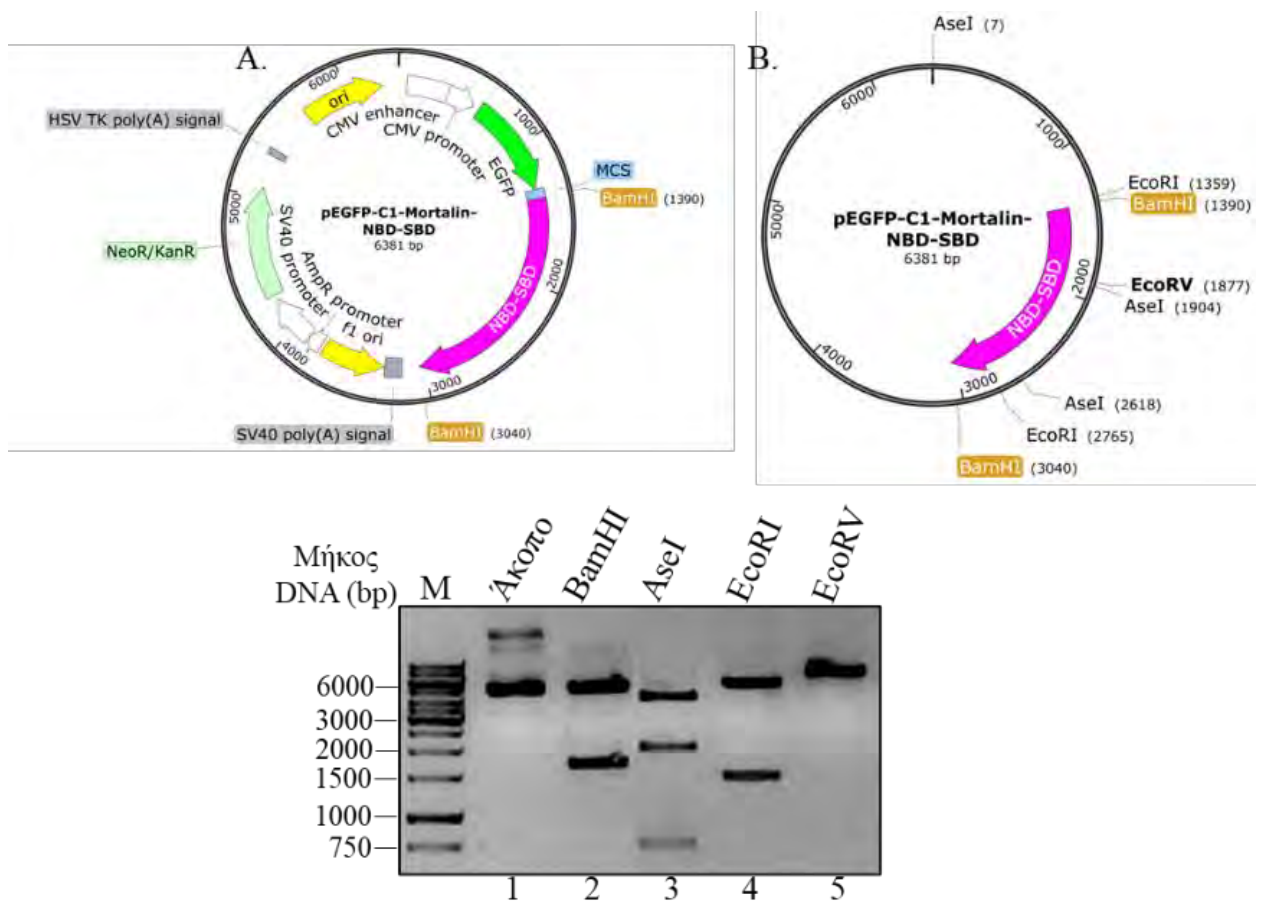 A.
6000
ori
CMV enhancer
CMV promoter
EGFP
1000
HSV TK poly(A) signal
MCS
BamHI (1390)
pEGFP-C1-Mortalin-
NBD-SBD
6381 bp
5000
NeoR/KanR
SV40 promoter
AmpR promoter
f1 ori
4000
NBD-SBD
2000
3000
SV40 poly(A) signal
BamHI (3040)
B.
AseI (7)
6000
1000
EcoRI (1359)
BamHI (1390)
pEGFP-C1-Mortalin-
NBD-SBD
6381 bp
5000
EcoRV (1877)
AseI (1904)
2000
NBD-SBD
4000
3000
AseI (2618)
EcoRI (2765)
BamHI (3040)
Μήκος
DNA (bp)
M
Άκοπο
BamHI
AseI
EcoRI
EcoRV
6000
3000
2000
1500
1000
750
1 2 3 4 5